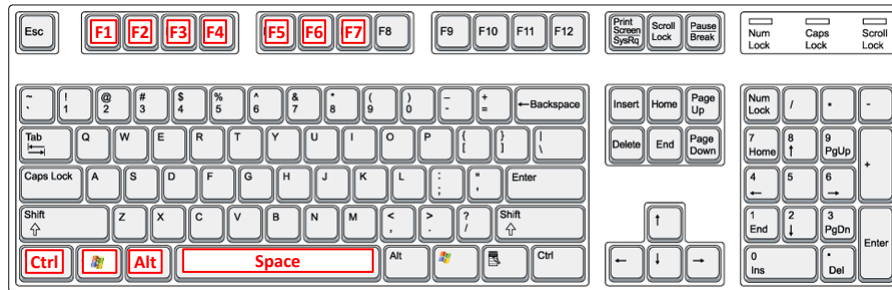 Esc F1 F2 F3 F4 F5 F6 F7 F8 F9 F10 F11 F12 Print Screen SysRq Scroll Lock Pause Break Num Lock Caps Lock Scroll Lock
~ ` ! 1 @ 2 # 3 $ 4 % 5 ^ 6 & 7 * 8 ( 9 ) 0 _ - + = ←Backspace Insert Home Page Up Num Lock / * -
Tab Q W E R T Y U I O P { [ } ] | \ Delete End Page Down 7 Home 8 ↑ 9 PgUp +
Caps Lock A S D F G H J K L : ; " ' Enter 4 ← 5 6 →
Shift ⇧ Z X C V B N M < , > . ? / Shift ⇧ ↑ 1 End 2 ↓ 3 PgDn Enter
Ctrl Alt Space Alt Ctrl ← ↓ → 0 Ins . Del